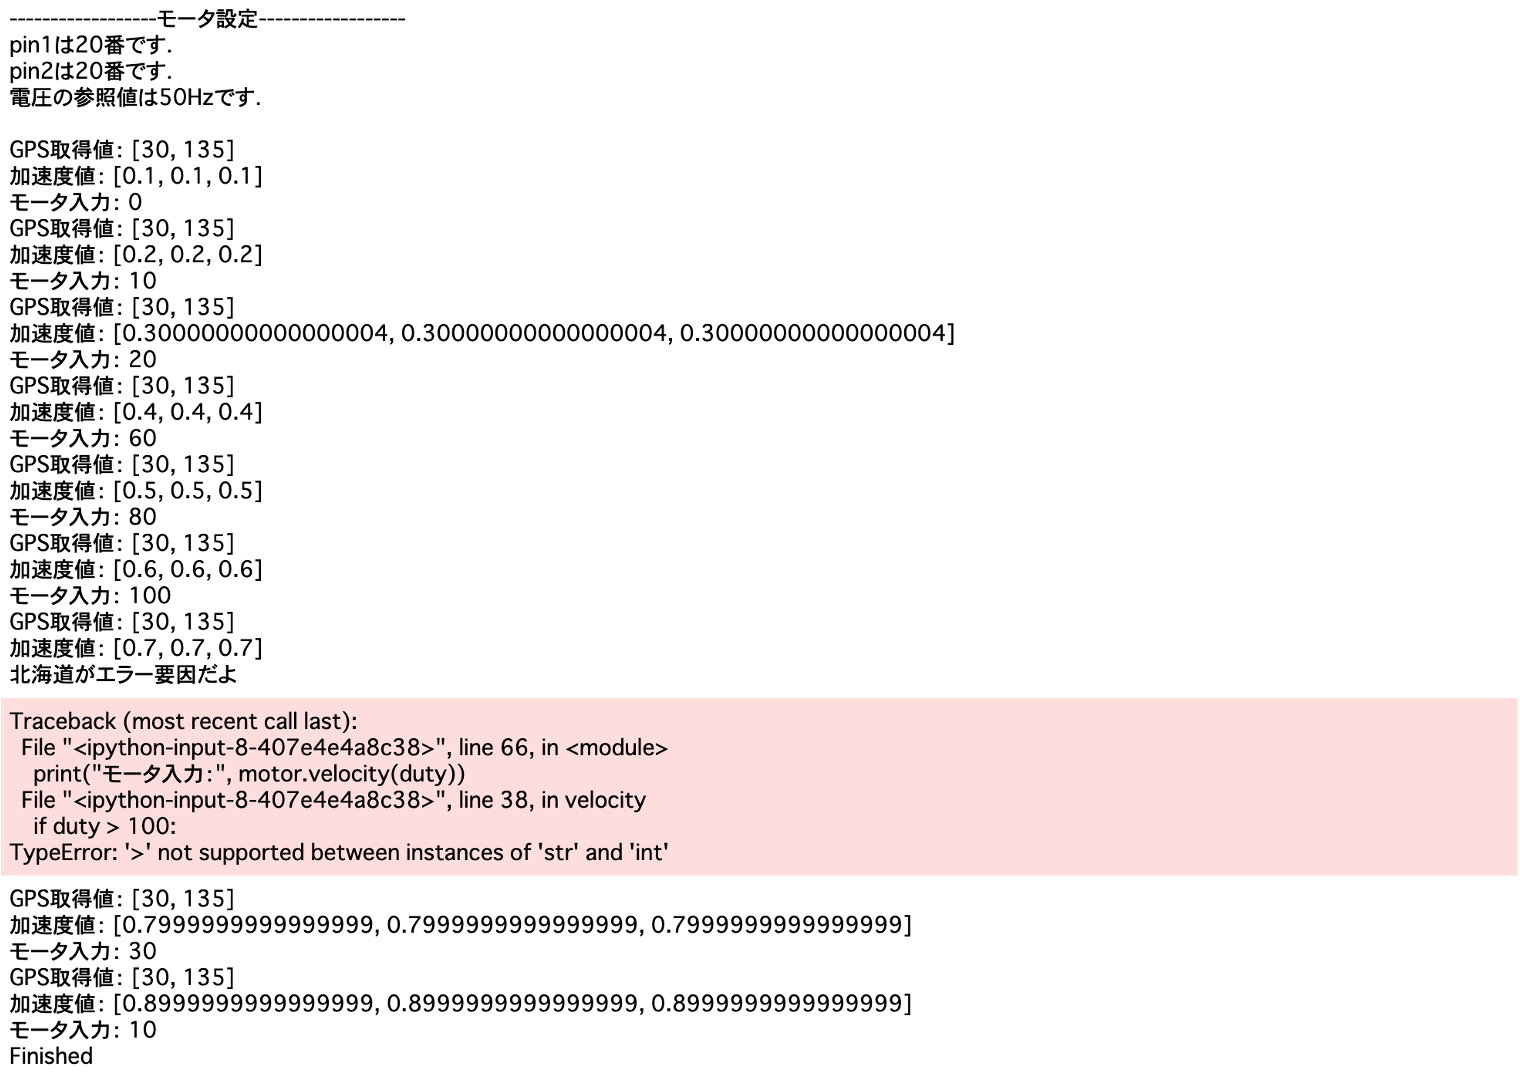 ------------------モータ設定------------------
pin1は20番です.
pin2は20番です.
電圧の参照値は50Hzです.
GPS取得値: [30, 135]
加速度値: [0.1, 0.1, 0.1]
モータ入力: 0
GPS取得値: [30, 135]
加速度値: [0.2, 0.2, 0.2]
モータ入力: 10
GPS取得値: [30, 135]
加速度値: [0.30000000000000004, 0.30000000000000004, 0.30000000000000004]
モータ入力: 20
GPS取得値: [30, 135]
加速度値: [0.4, 0.4, 0.4]
モータ入力: 60
GPS取得値: [30, 135]
加速度値: [0.5, 0.5, 0.5]
モータ入力: 80
GPS取得値: [30, 135]
加速度値: [0.6, 0.6, 0.6]
モータ入力: 100
GPS取得値: [30, 135]
加速度値: [0.7, 0.7, 0.7]
北海道がエラー要因だよ
Traceback (most recent call last):
  File "<ipython-input-8-407e4e4a8c38>", line 66, in <module>
    print("モータ入力:", motor.velocity(duty))
  File "<ipython-input-8-407e4e4a8c38>", line 38, in velocity
    if duty > 100:
TypeError: '>' not supported between instances of 'str' and 'int'
GPS取得値: [30, 135]
加速度値: [0.7999999999999999, 0.7999999999999999, 0.7999999999999999]
モータ入力: 30
GPS取得値: [30, 135]
加速度値: [0.8999999999999999, 0.8999999999999999, 0.8999999999999999]
モータ入力: 10
Finished